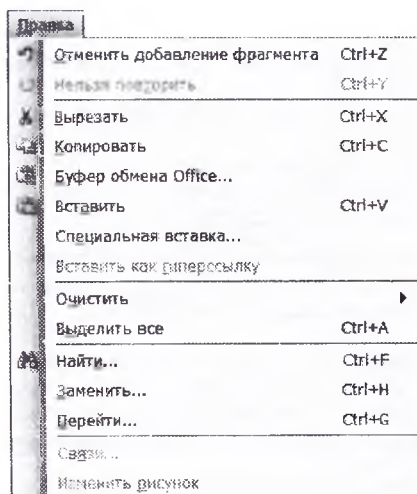 Правка
Отменить добавление фрагмента Ctrl+Z
Нельзя повторить Ctrl+Y
Вырезать Ctrl+X
Копировать Ctrl+C
Буфер обмена Office...
Вставить Ctrl+V
Специальная вставка...
Вставить как гиперссылку
Очистить
Выделить все Ctrl+A
Найти... Ctrl+F
Заменить... Ctrl+H
Перейти... Ctrl+G
Связи...
Изменить рисунок